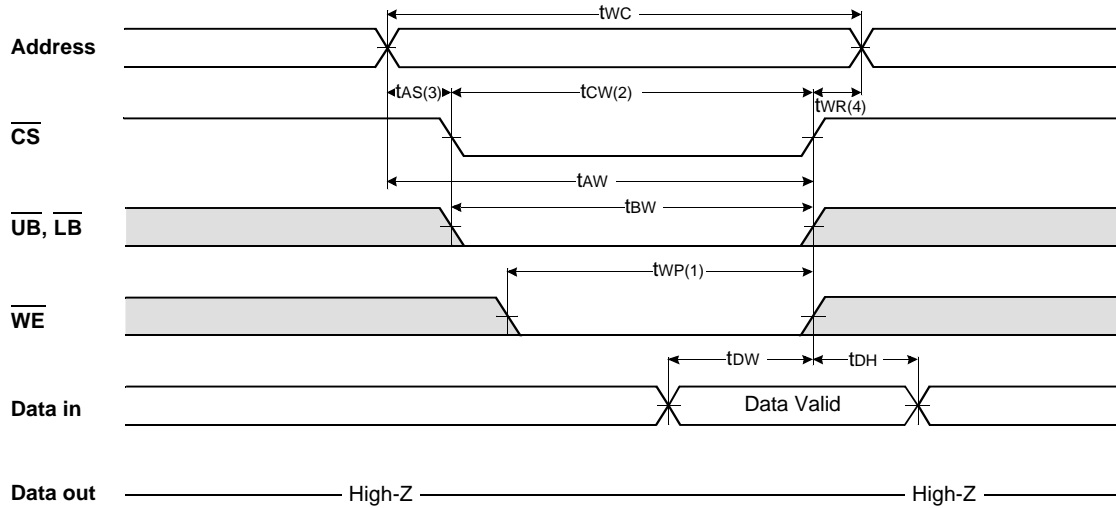 tWC
Address
tAS(3) tCW(2) tWR(4)
CS
tAW
tBW
UB, LB
tWP(1)
WE
tDW tDH
Data in Data Valid
Data out High-Z High-Z